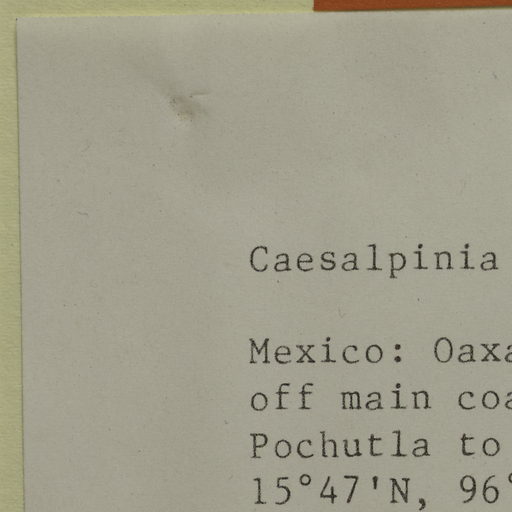 Caesalpinia
Mexico: Oaxa
off main coa
Pochutla to
15°47'N, 96°